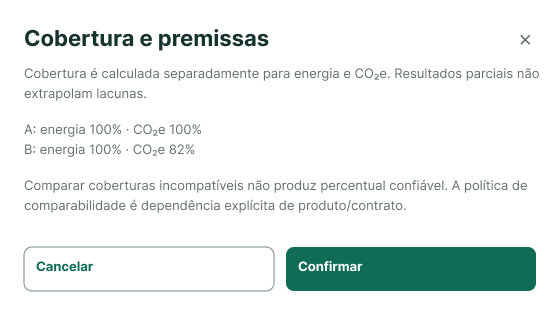 Cobertura e premissas
Cobertura é calculada separadamente para energia e CO₂e. Resultados parciais não
extrapolam lacunas.
A: energia 100% · CO₂e 100%
B: energia 100% · CO₂e 82%
Comparar coberturas incompatíveis não produz percentual confiável. A política de
comparabilidade é dependência explícita de produto/contrato.
Cancelar
Confirmar